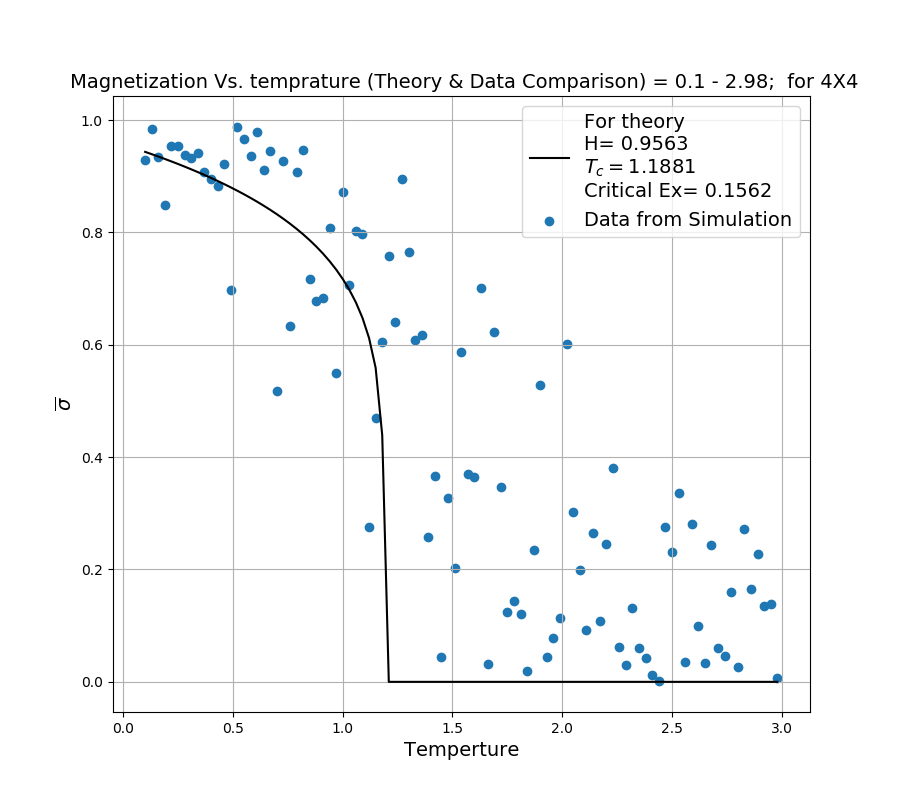 Magnetization Vs. temprature (Theory & Data Comparison) = 0.1 - 2.98;  for 4X4
For theory
H= 0.9563
$T_c = 1.1881$
Critical Ex= 0.1562
Data from Simulation
1.0
0.8
0.6
0.4
0.2
0.0
$\overline{\sigma}$
0.0 0.5 1.0 1.5 2.0 2.5 3.0
Temperture